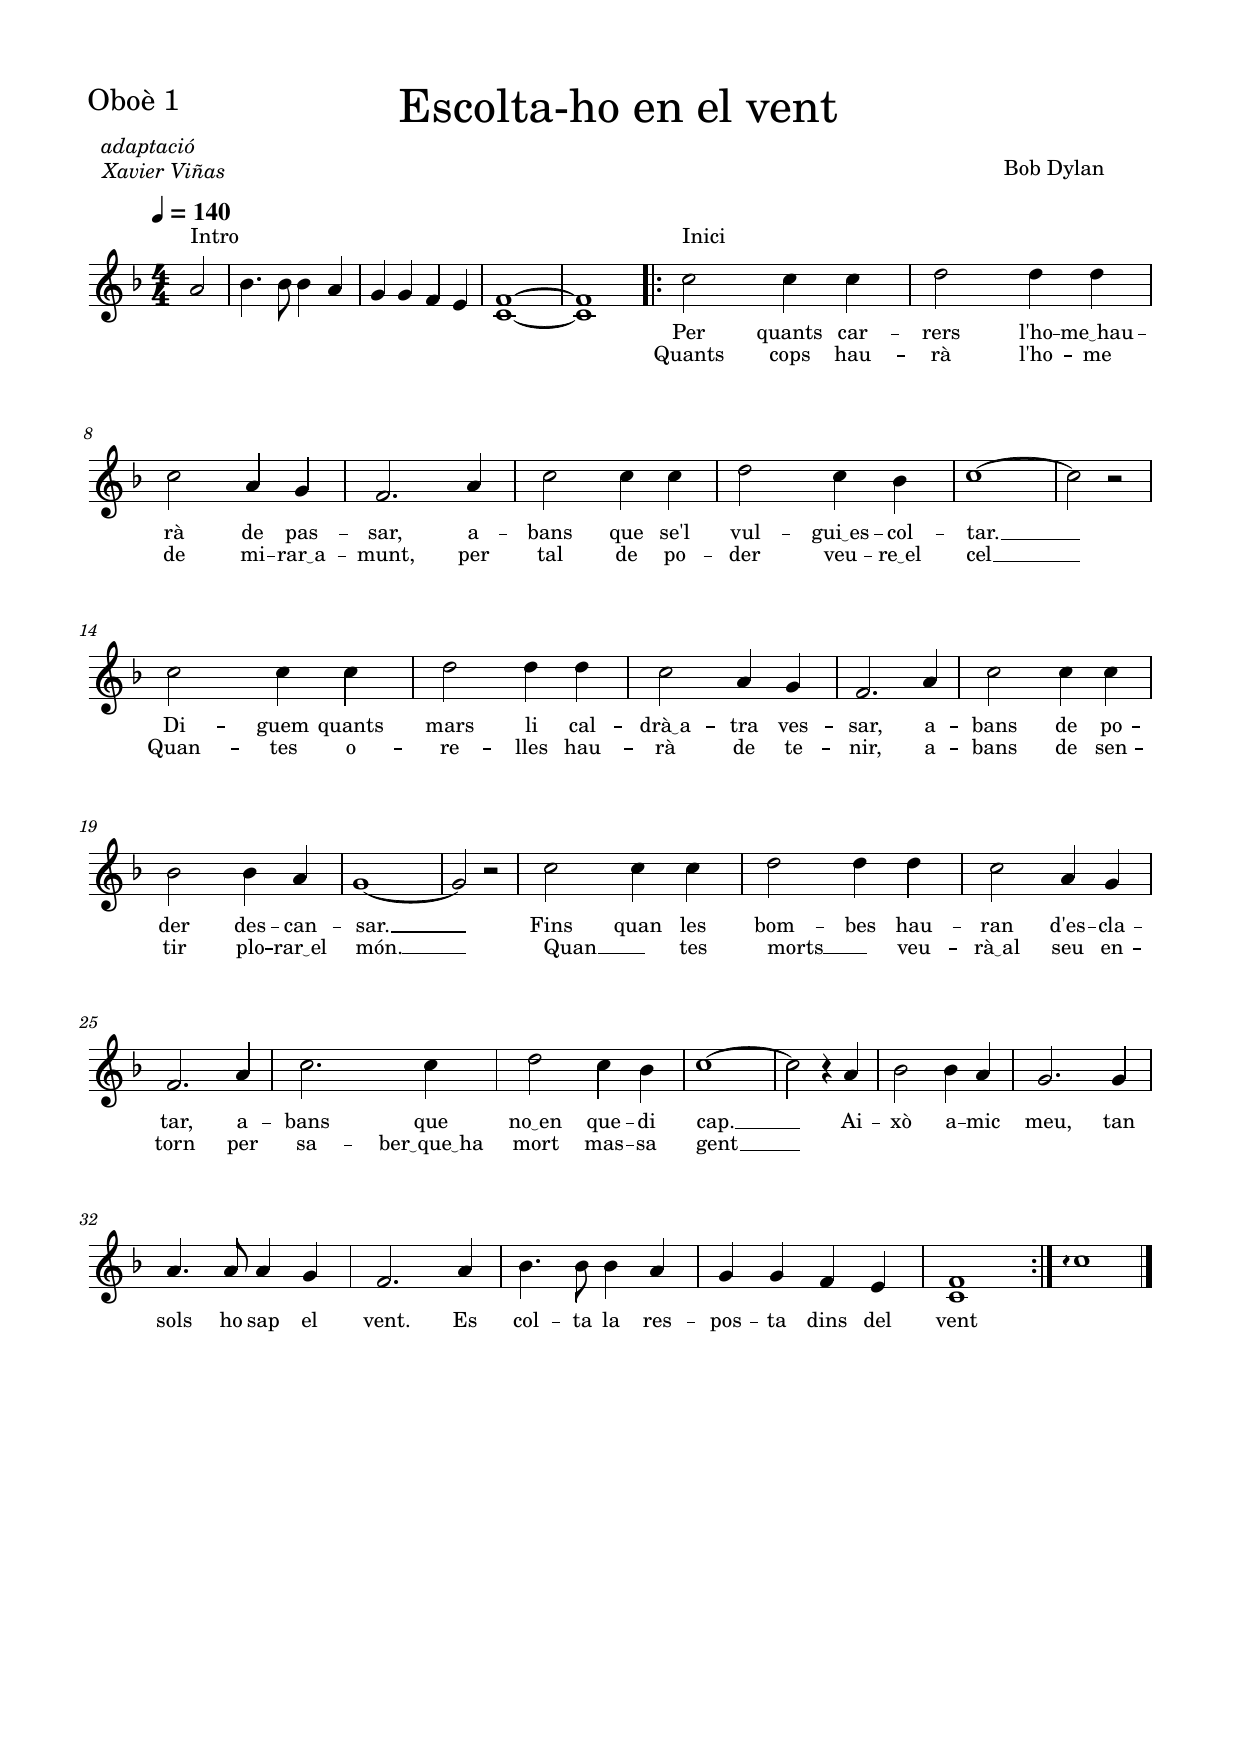 Oboè 1
Escolta-ho en el vent
adaptació
Xavier Viñas
Bob Dylan
= 140
Intro
Inici
Per quants car – rers l'ho – me‿hau –
Quants cops hau – rà l'ho – me
8
rà de pas – sar, a – bans que se'l vul – gui‿es – col – tar.
de mi – rar‿a – munt, per tal de po – der veu – re‿el cel
14
Di – guem quants mars li cal – drà‿a – tra ves – sar, a – bans de po –
Quan – tes o – re – lles hau – rà de te – nir, a – bans de sen –
19
der des – can – sar. Fins quan les bom – bes hau – ran d'es – cla –
tir plo – rar‿el món. Quan tes morts veu – rà‿al seu en –
25
tar, a – bans que no‿en que – di cap. Ai – xò a – mic meu, tan
torn per sa – ber‿que‿ha mort mas – sa gent
32
sols ho sap el vent. Es col – ta la res – pos – ta dins del vent